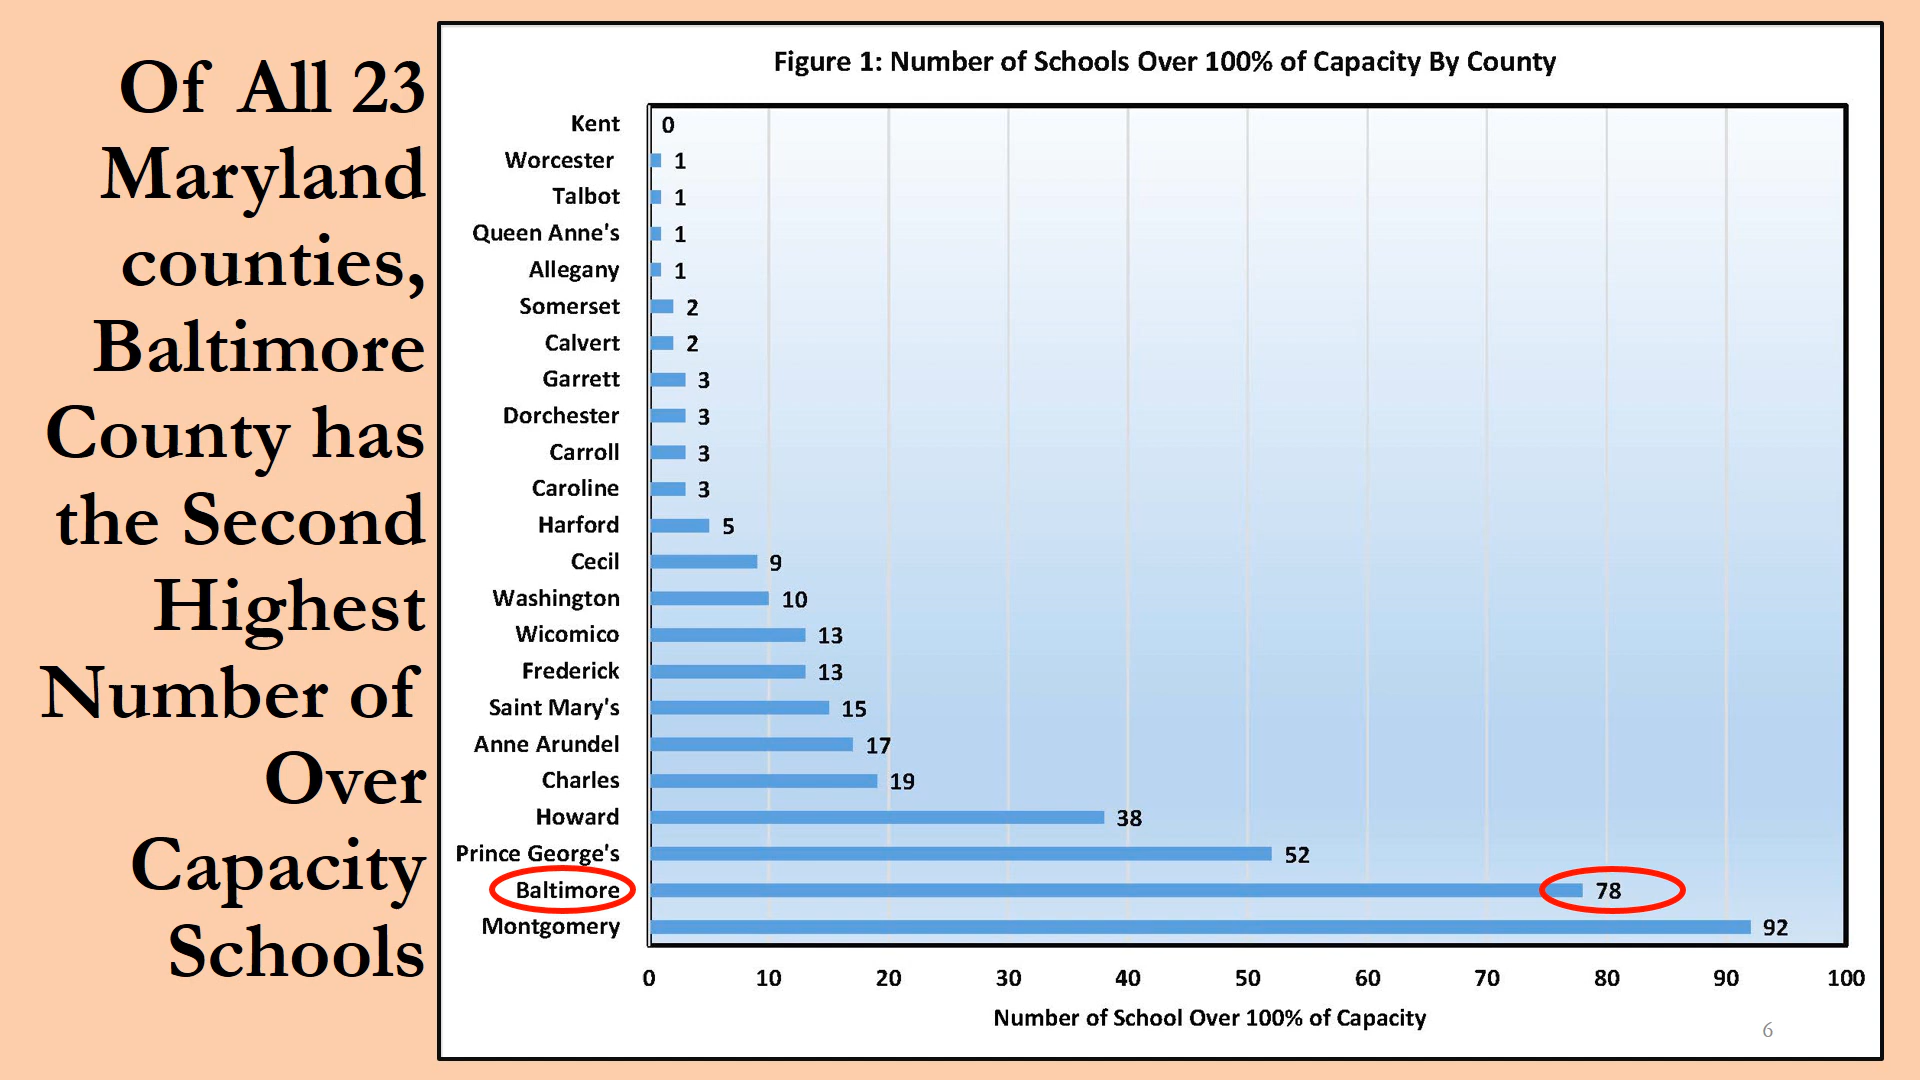 Of All 23
Maryland
counties,
Baltimore
County has
the Second
Highest
Number of
Over
Capacity
Schools
Figure 1: Number of Schools Over 100% of Capacity By County
Kent 0
Worcester 1
Talbot 1
Queen Anne's 1
Allegany 1
Somerset 2
Calvert 2
Garrett 3
Dorchester 3
Carroll 3
Caroline 3
Harford 5
Cecil 9
Washington 10
Wicomico 13
Frederick 13
Saint Mary's 15
Anne Arundel 17
Charles 19
Howard 38
Prince George's 52
Baltimore 78
Montgomery 92
0 10 20 30 40 50 60 70 80 90 100
Number of School Over 100% of Capacity
6